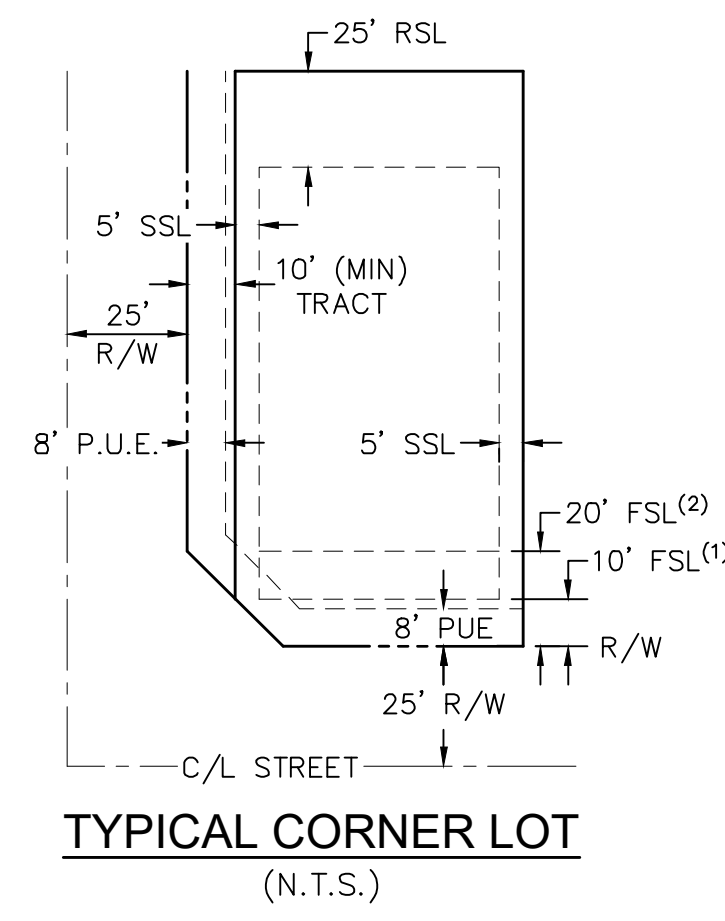 25' RSL
5' SSL
10' (MIN)
TRACT
25'
R/W
8' P.U.E.
5' SSL
20' FSL(2)
10' FSL(1)
8' PUE
R/W
25' R/W
C/L STREET
TYPICAL CORNER LOT
(N.T.S.)